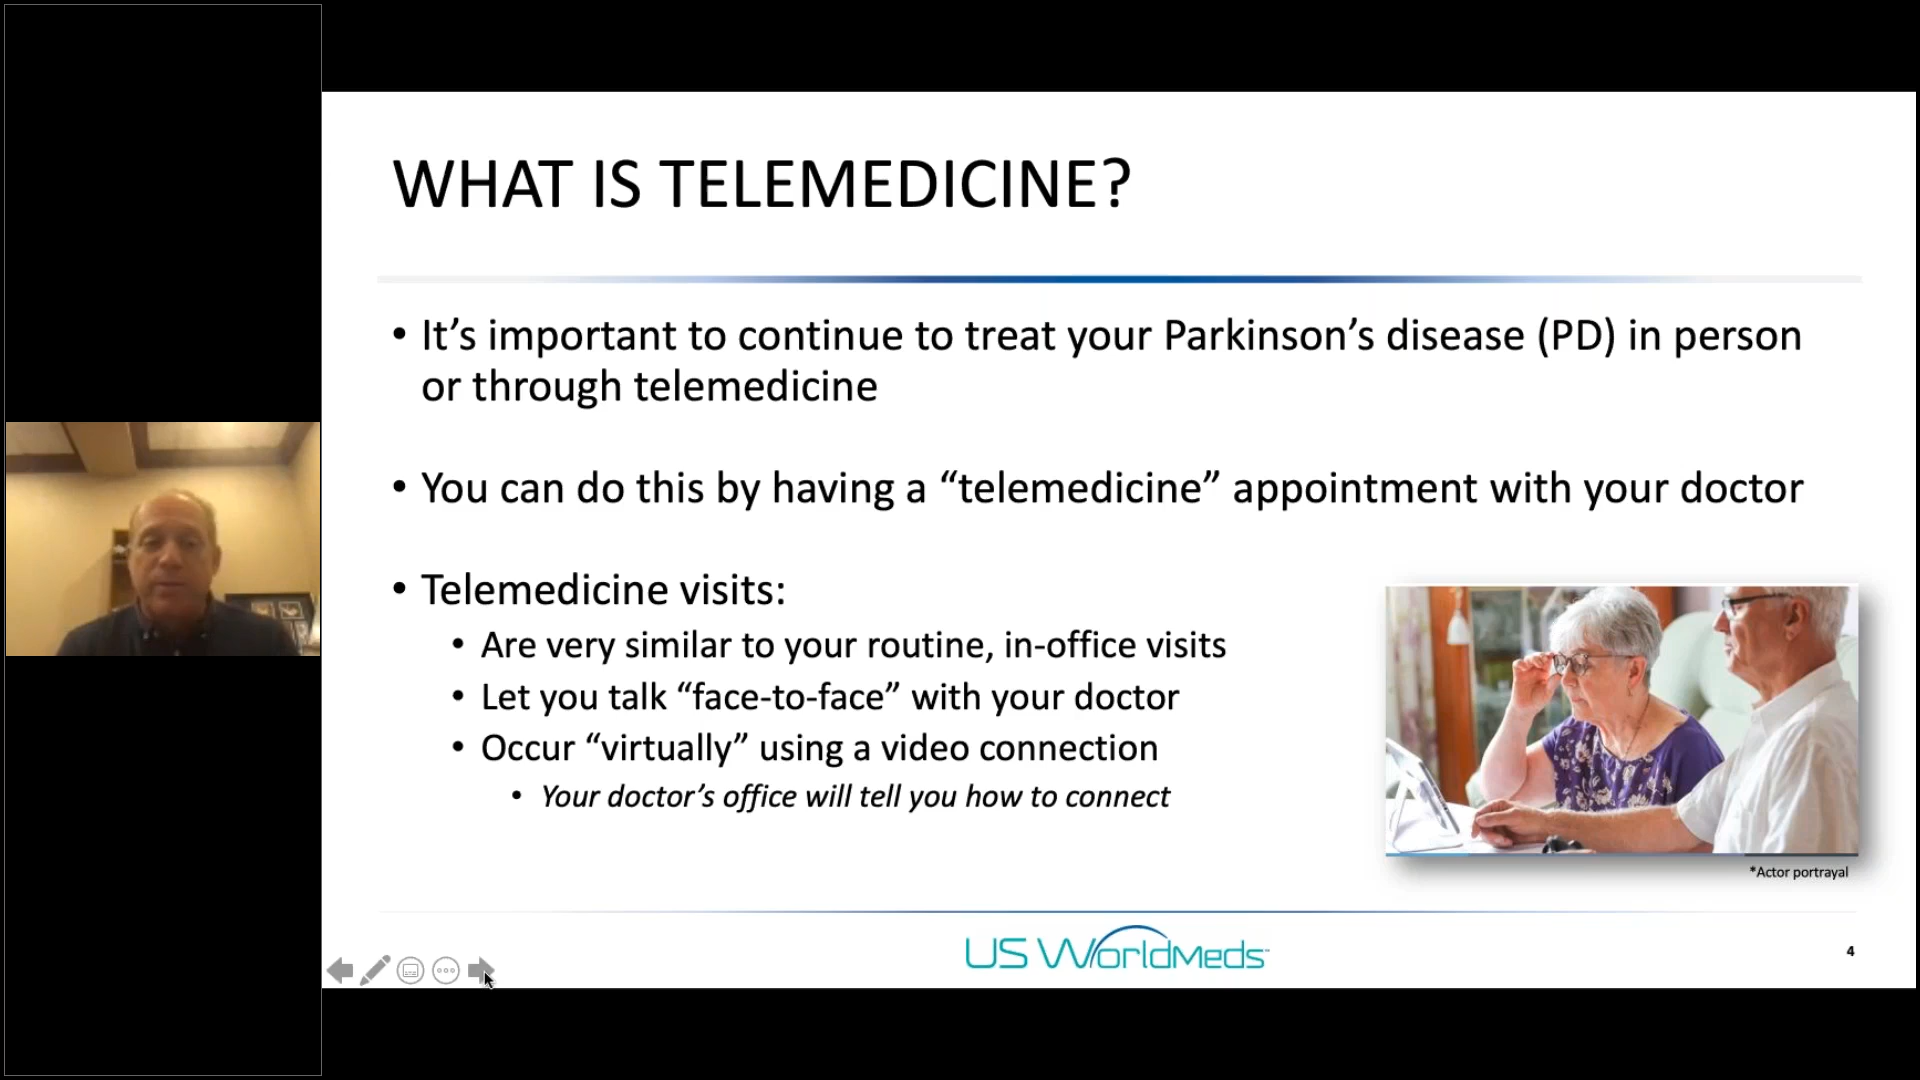 WHAT IS TELEMEDICINE?
• It’s important to continue to treat your Parkinson’s disease (PD) in person
or through telemedicine
• You can do this by having a “telemedicine” appointment with your doctor
• Telemedicine visits:
• Are very similar to your routine, in-office visits
• Let you talk “face-to-face” with your doctor
• Occur “virtually” using a video connection
• Your doctor’s office will tell you how to connect
*Actor portrayal
US WorldMeds™
4